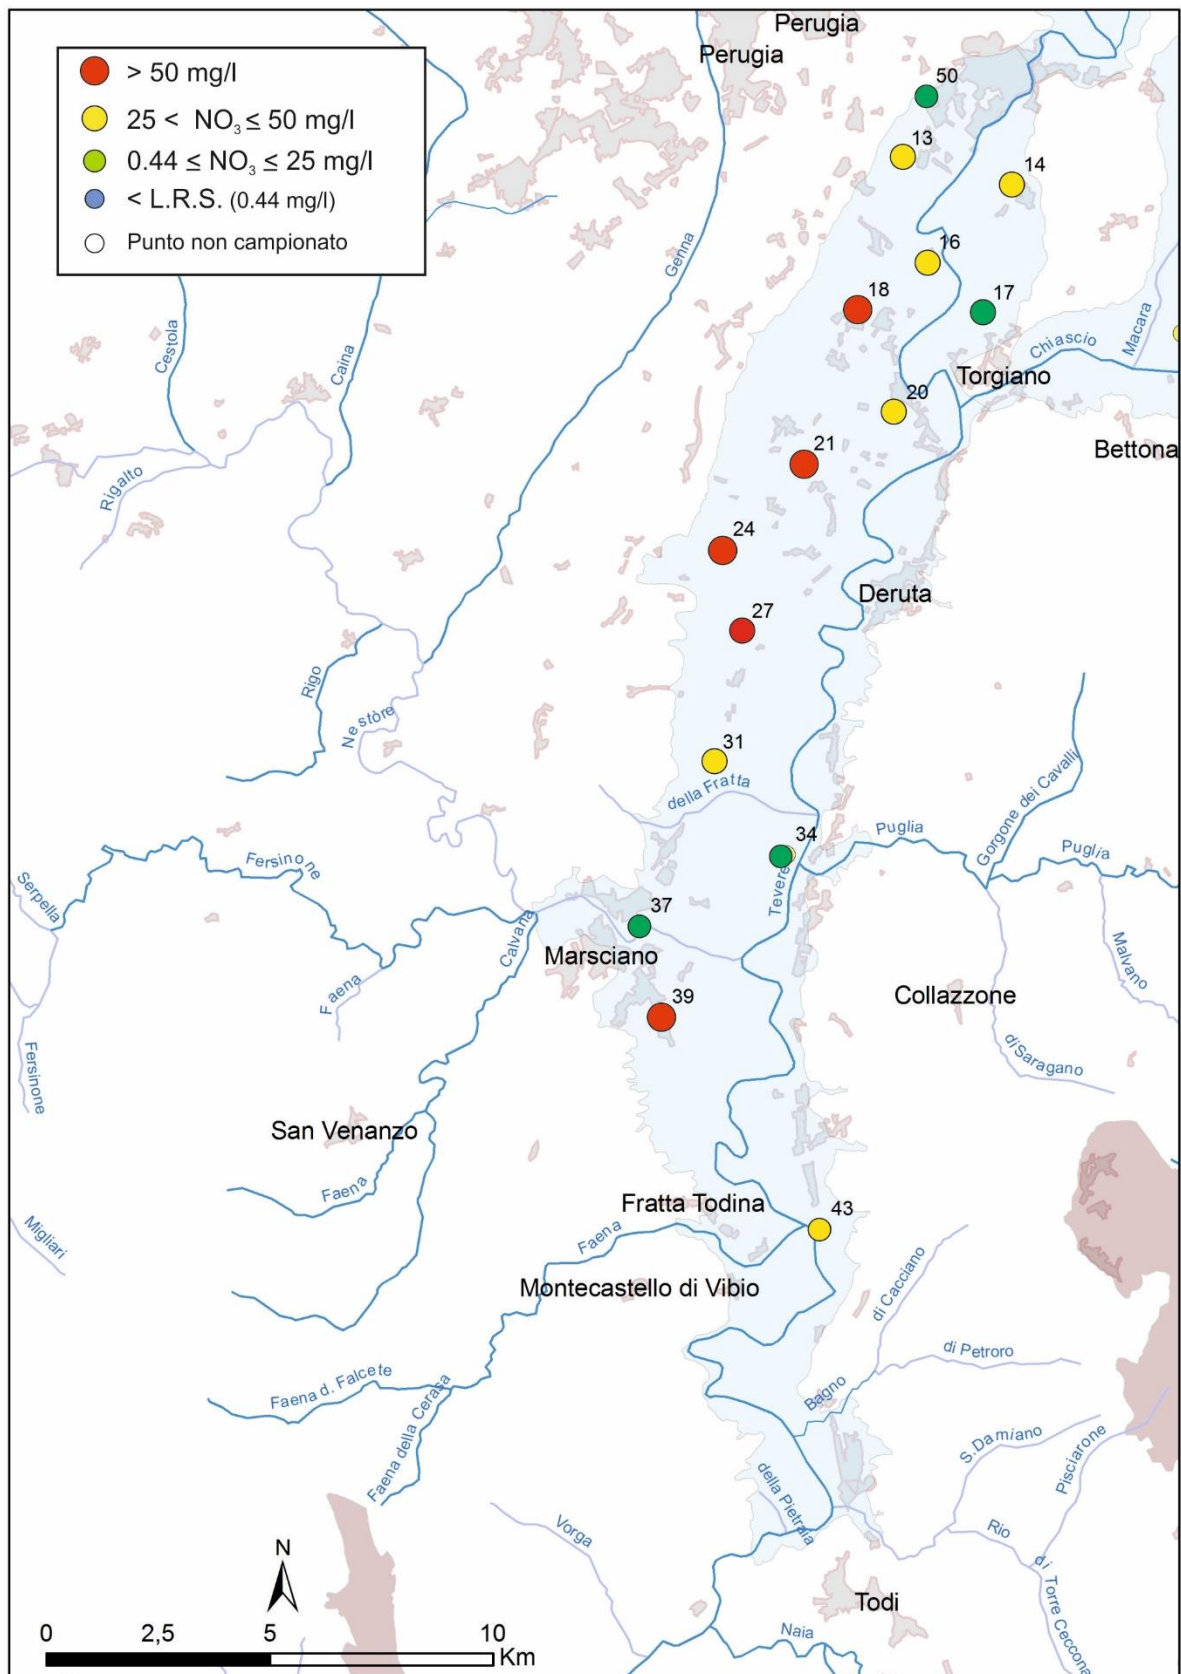 > 50 mg/l
25 < NO₃ ≤ 50 mg/l
0.44 ≤ NO₃ ≤ 25 mg/l
< L.R.S. (0.44 mg/l)
Punto non campionato
Perugia
Perugia
50
13
14
16
18
17
Genna
Cestola
Caina
Chiascio
Macara
Torgiano
20
Bettona
21
Rigalto
24
Deruta
27
Rigo
Nestòre
31
della Fratta
Gorgone dei Cavalli
34
Puglia
Puglia
Fersinone
Serpella
Tevere
37
Calvana
Marsciano
Malvano
Faena
39
Collazzone
Fersinone
di Saragano
San Venanzo
Faena
Fratta Todina
43
Migliari
Faena
Montecastello di Vibio
di Cacciano
di Petroro
Faena d. Falcete
Bagno
Faena della Cerasa
S. Damiano
Pisciarone
della Pietraia
Vorga
Rio
di Torre Ceccona
N
Todi
Naia
0 2,5 5 10
Km